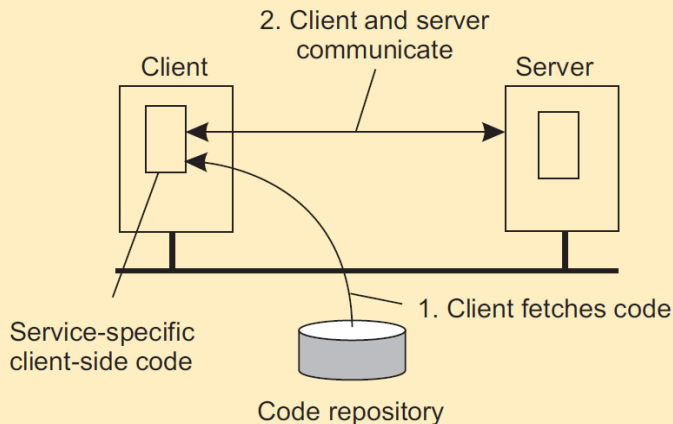 2. Client and server
communicate
Client
Server
1. Client fetches code
Service-specific
client-side code
Code repository